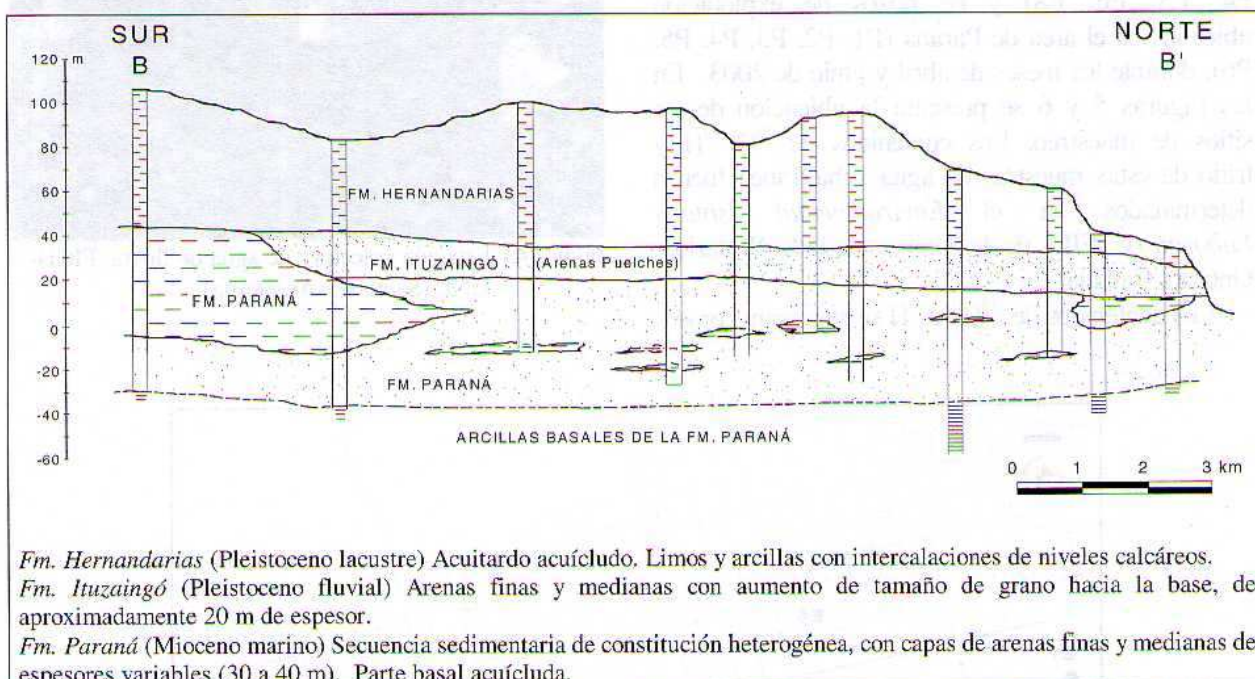 SUR
NORTE
B
B'
120 m
100
80
60
40
20
0
-20
-40
-60
FM. HERNANDARIAS
FM. ITUZAINGÓ (Arenas Puelches)
FM. PARANÁ
FM. PARANÁ
ARCILLAS BASALES DE LA FM. PARANÁ
0 1 2 3 km
Fm. Hernandarias (Pleistoceno lacustre) Acuitardo acuícludo. Limos y arcillas con intercalaciones de niveles calcáreos.
Fm. Ituzaingó (Pleistoceno fluvial) Arenas finas y medianas con aumento de tamaño de grano hacia la base, de
aproximadamente 20 m de espesor.
Fm. Paraná (Mioceno marino) Secuencia sedimentaria de constitución heterogénea, con capas de arenas finas y medianas de
espesores variables (30 a 40 m). Parte basal acuícluda.